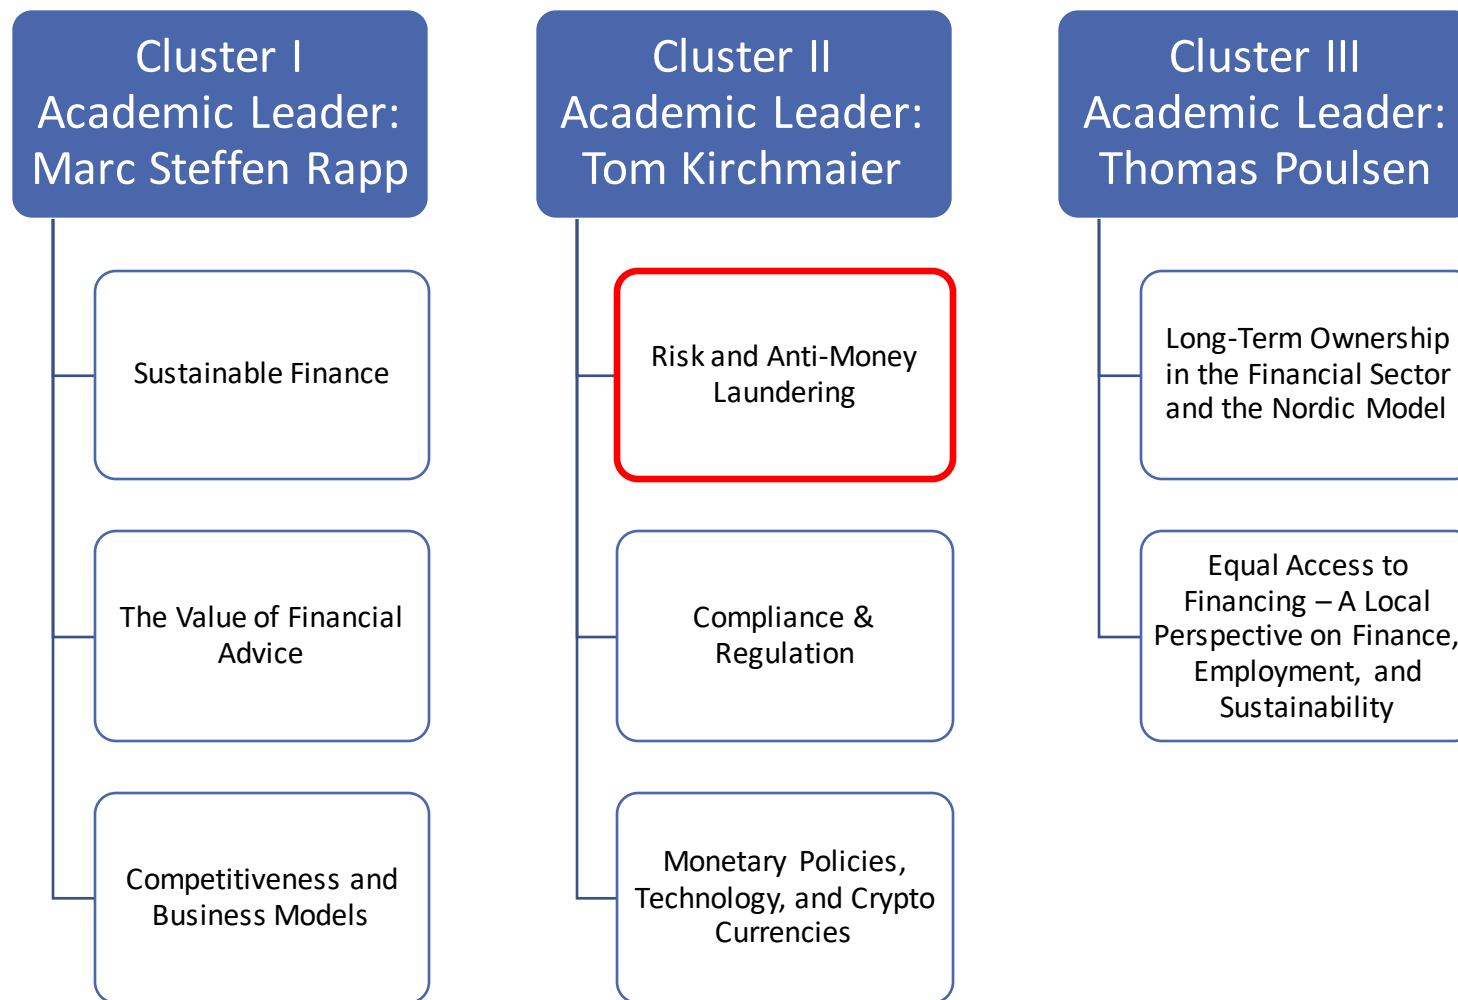 Cluster I
Academic Leader:
Marc Steffen Rapp
Sustainable Finance
The Value of Financial
Advice
Competitiveness and
Business Models
Cluster II
Academic Leader:
Tom Kirchmaier
Risk and Anti-Money
Laundering
Compliance &
Regulation
Monetary Policies,
Technology, and Crypto
Currencies
Cluster III
Academic Leader:
Thomas Poulsen
Long-Term Ownership
in the Financial Sector
and the Nordic Model
Equal Access to
Financing – A Local
Perspective on Finance,
Employment, and
Sustainability